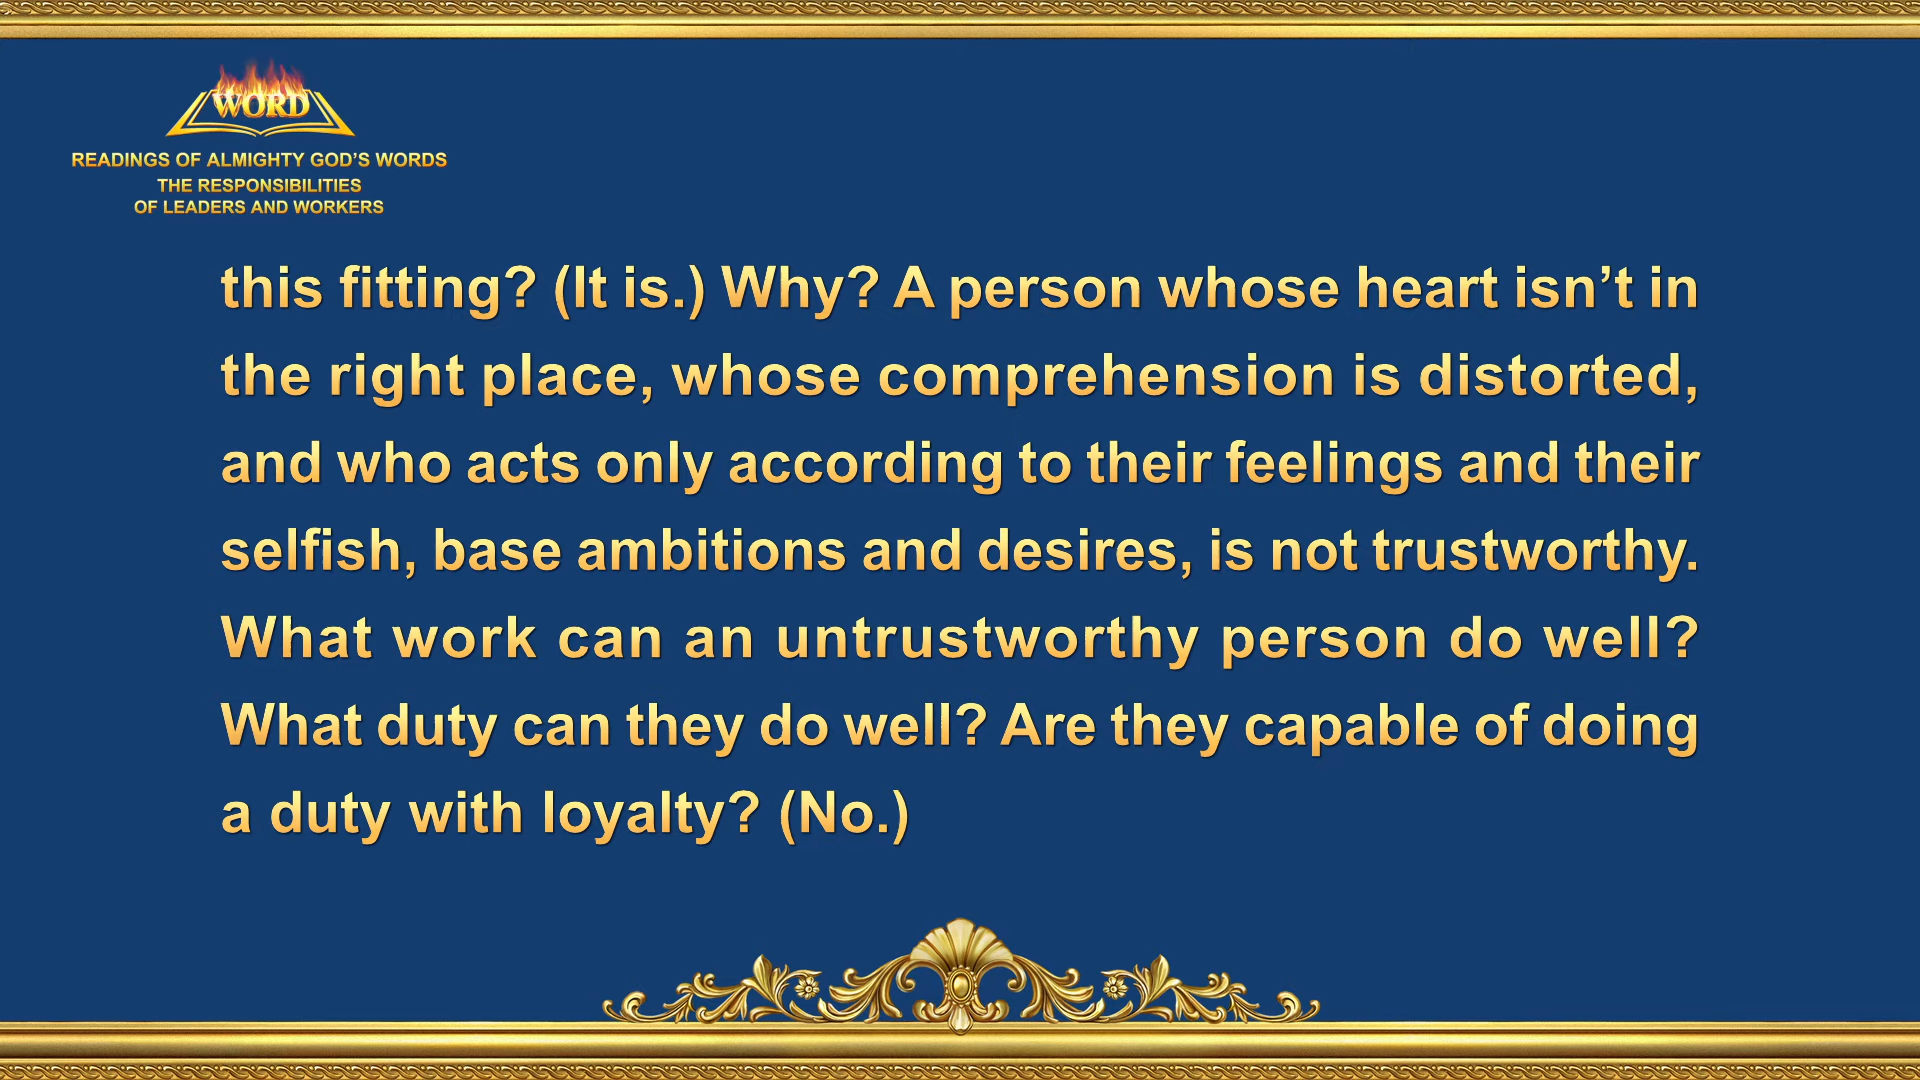 WORD
READINGS OF ALMIGHTY GOD’S WORDS
THE RESPONSIBILITIES
OF LEADERS AND WORKERS
this fitting? (It is.) Why? A person whose heart isn’t in
the right place, whose comprehension is distorted,
and who acts only according to their feelings and their
selfish, base ambitions and desires, is not trustworthy.
What work can an untrustworthy person do well?
What duty can they do well? Are they capable of doing
a duty with loyalty? (No.)